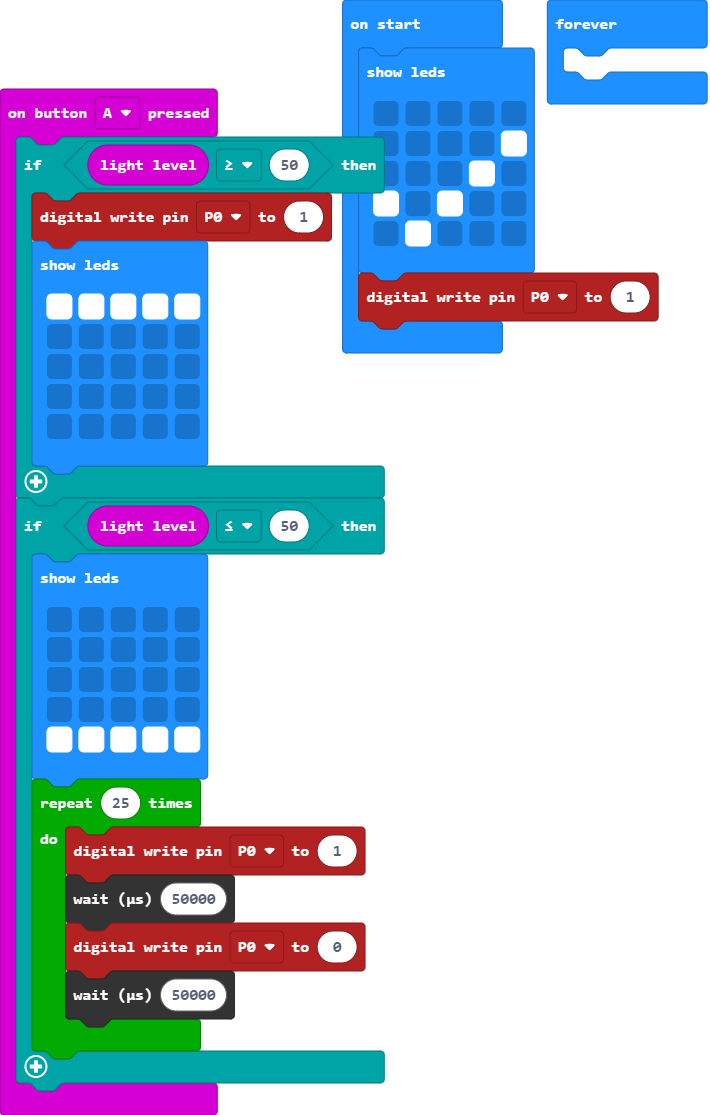 on start
show leds
digital write pin P0 to 1
forever
on button A pressed
if light level ≥ 50 then
digital write pin P0 to 1
show leds
if light level ≤ 50 then
show leds
repeat 25 times
do
digital write pin P0 to 1
wait (µs) 50000
digital write pin P0 to 0
wait (µs) 50000